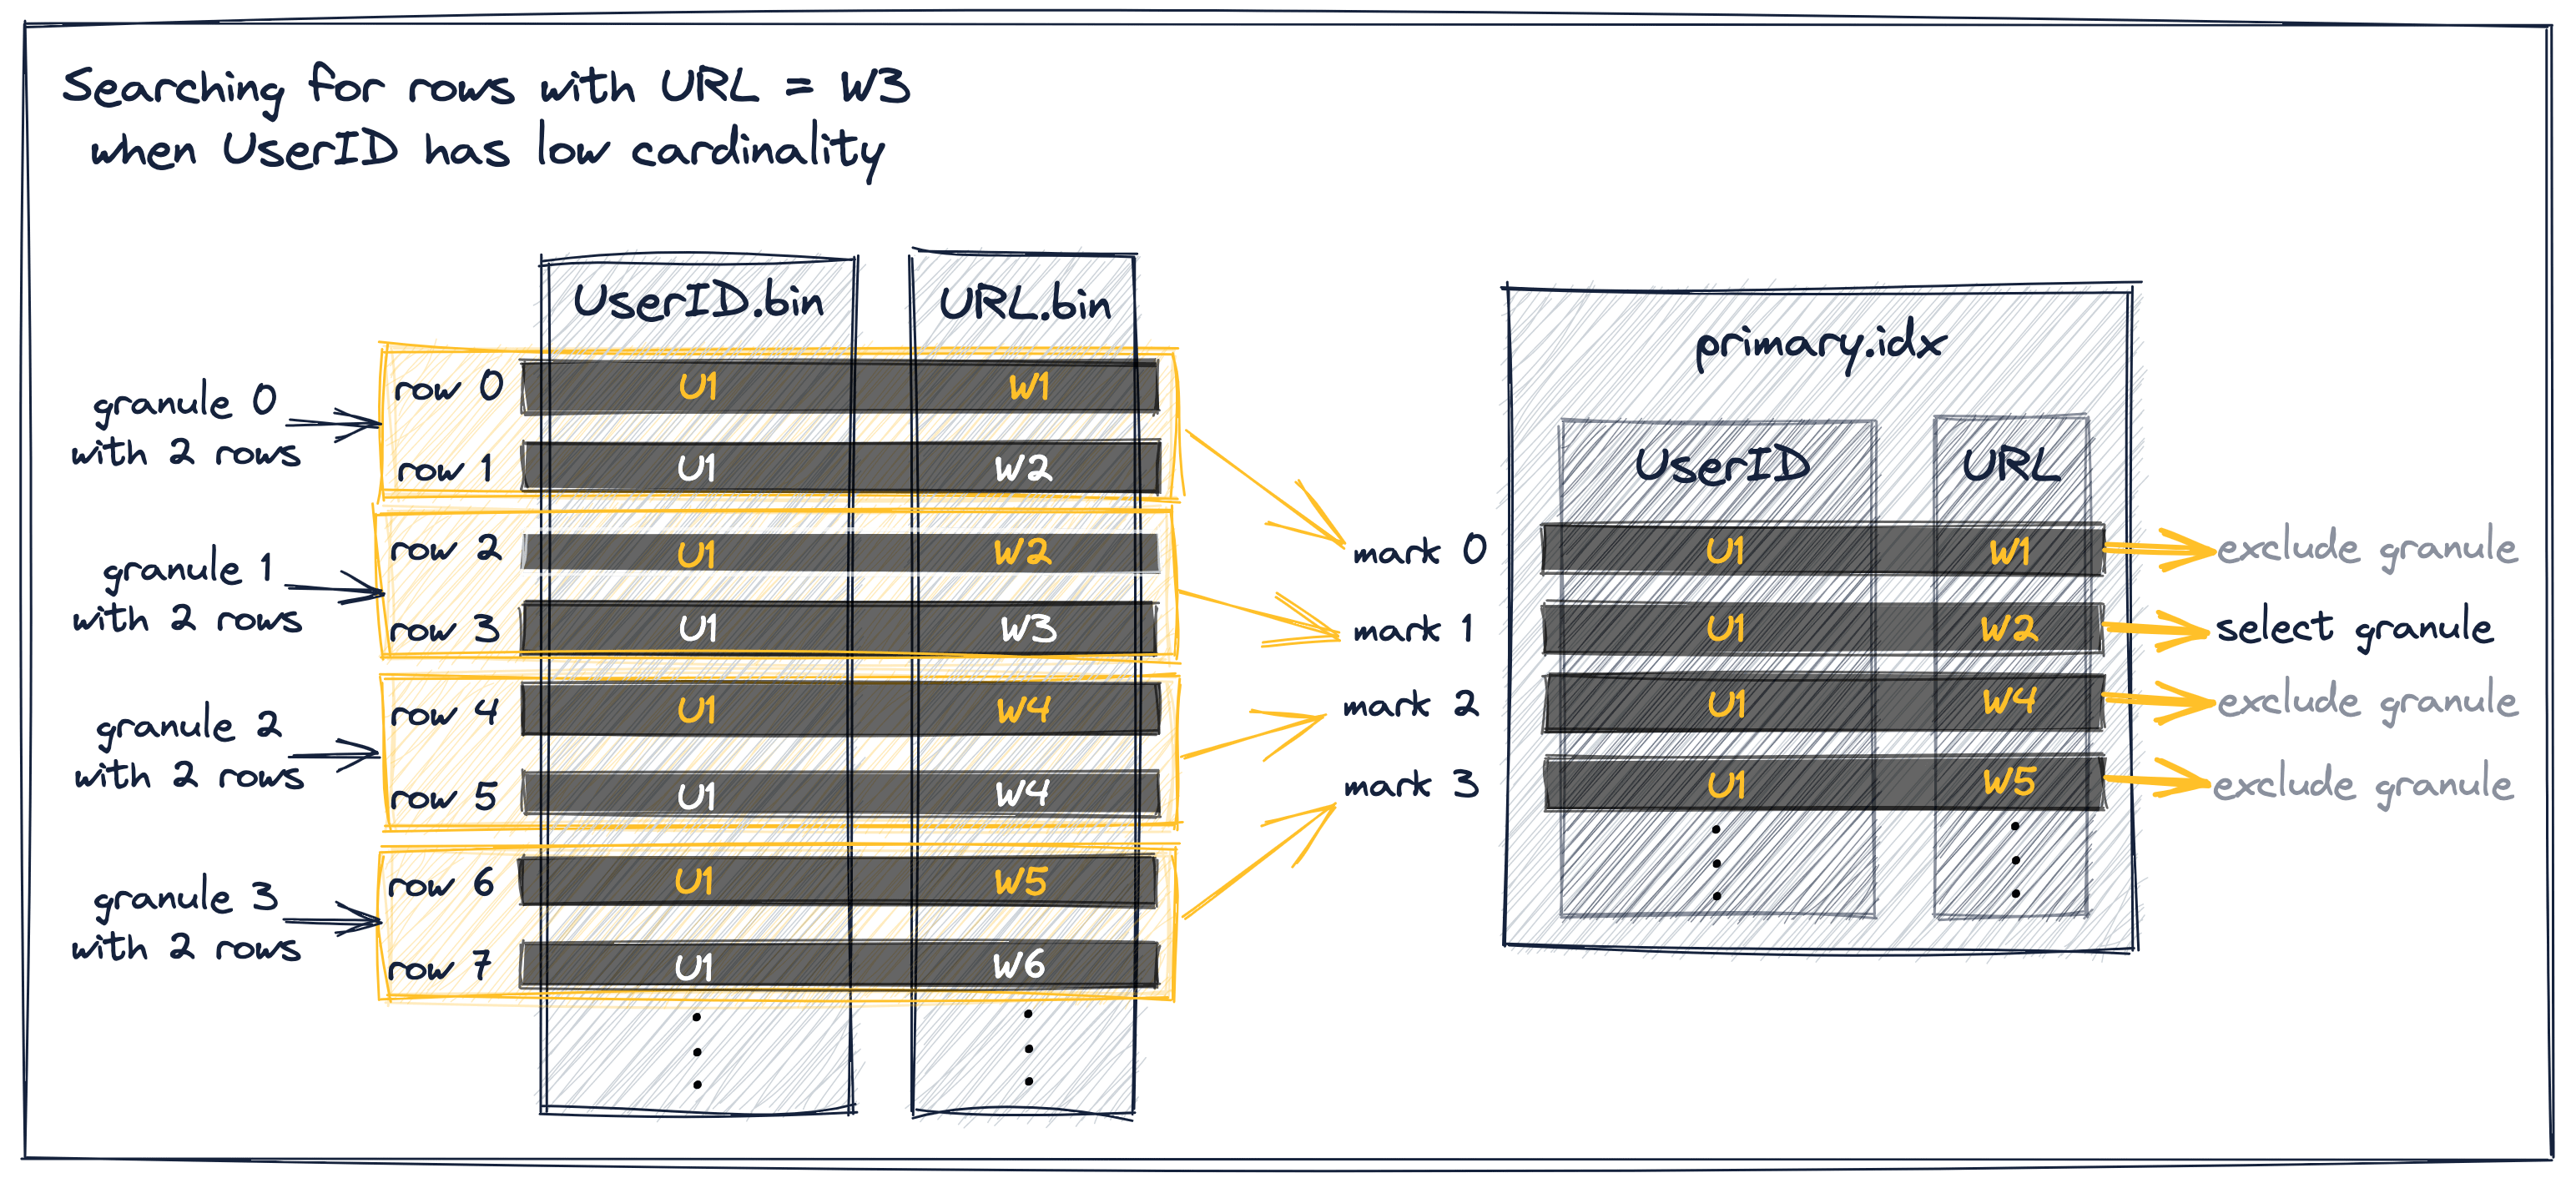 Searching for rows with URL = W3
when UserID has low cardinality
UserID.bin
URL.bin
granule 0
with 2 rows
row 0
U1
W1
row 1
U1
W2
granule 1
with 2 rows
row 2
U1
W2
row 3
U1
W3
granule 2
with 2 rows
row 4
U1
W4
row 5
U1
W4
granule 3
with 2 rows
row 6
U1
W5
row 7
U1
W6
primary.idx
UserID
URL
mark 0
U1
W1
exclude granule
mark 1
U1
W2
select granule
mark 2
U1
W4
exclude granule
mark 3
U1
W5
exclude granule